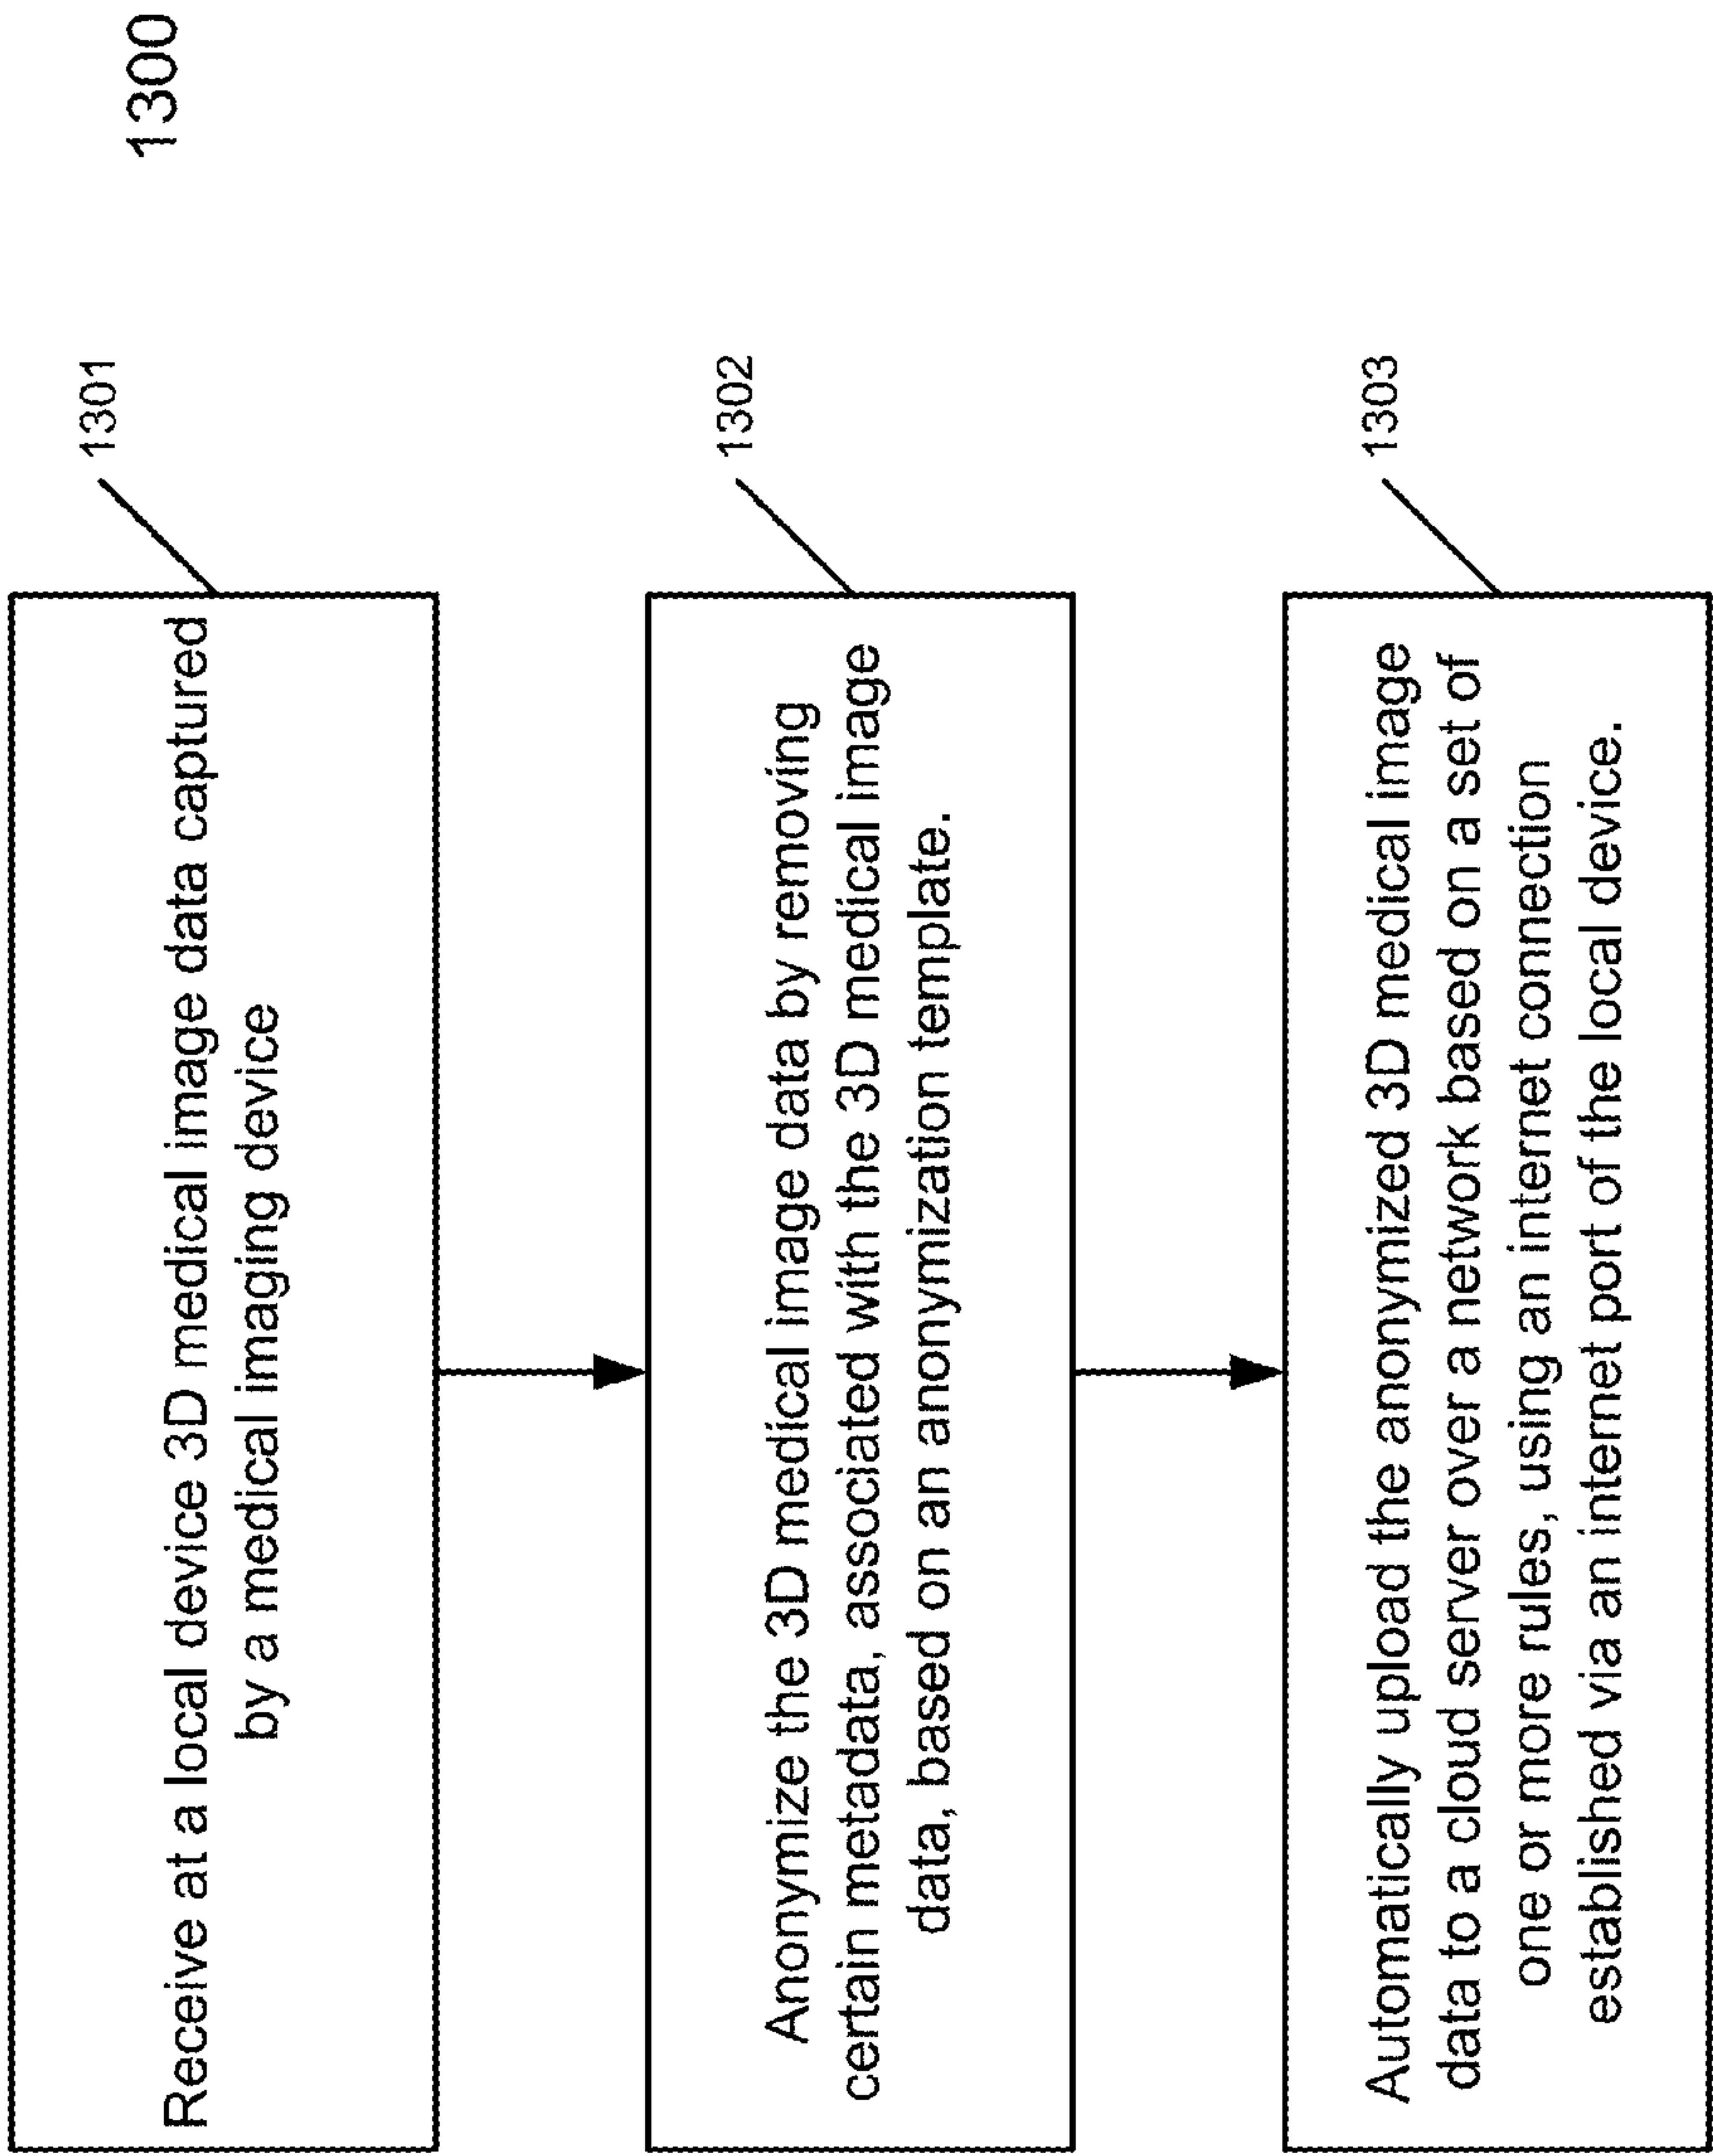 1300
1301
Receive at a local device 3D medical image data captured
by a medical imaging device
1302
Anonymize the 3D medical image data by removing
certain metadata, associated with the 3D medical image
data, based on an anonymization template.
1303
Automatically upload the anonymized 3D medical image
data to a cloud server over a network based on a set of
one or more rules, using an internet connection
established via an internet port of the local device.